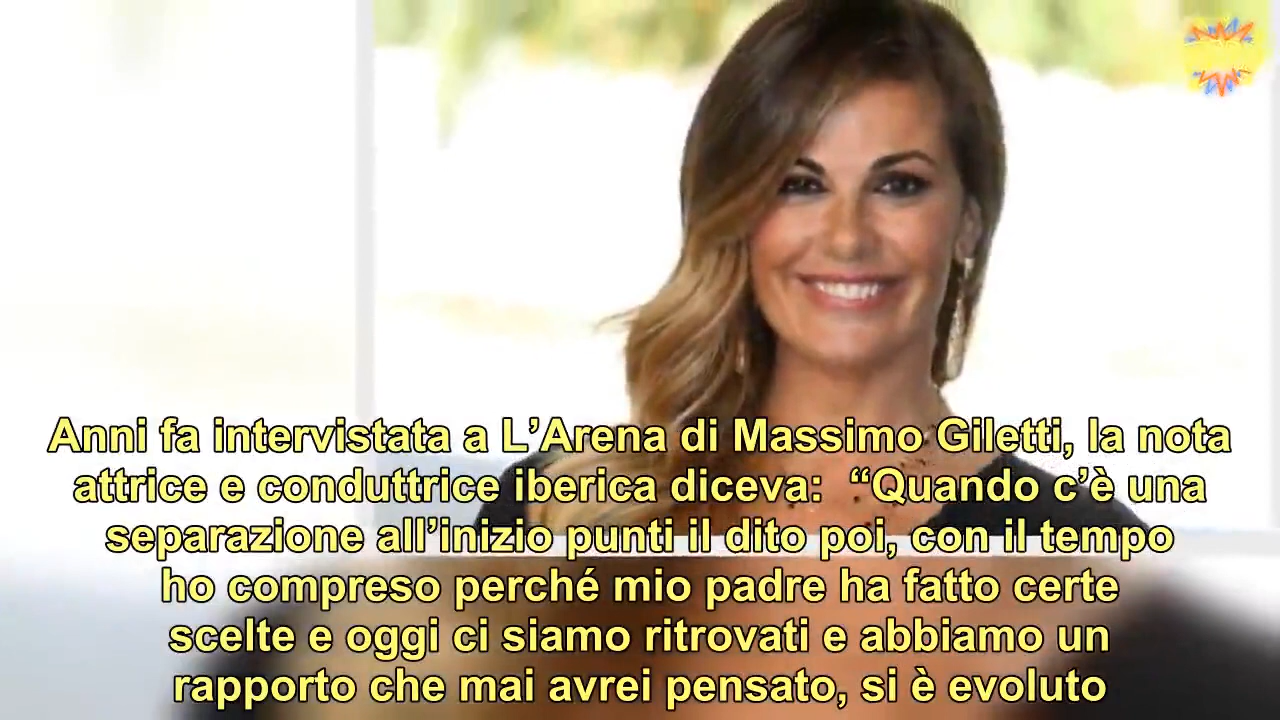 Anni fa intervistata a L’Arena di Massimo Giletti, la nota
attrice e conduttrice iberica diceva:  “Quando c’è una
separazione all’inizio punti il dito poi, con il tempo
ho compreso perché mio padre ha fatto certe
scelte e oggi ci siamo ritrovati e abbiamo un
rapporto che mai avrei pensato, si è evoluto